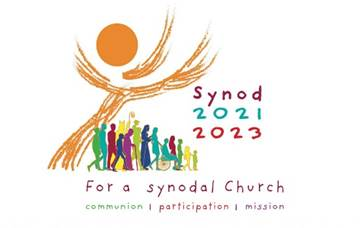 Synod
2021
2023
For a synodal Church
communion | participation | mission